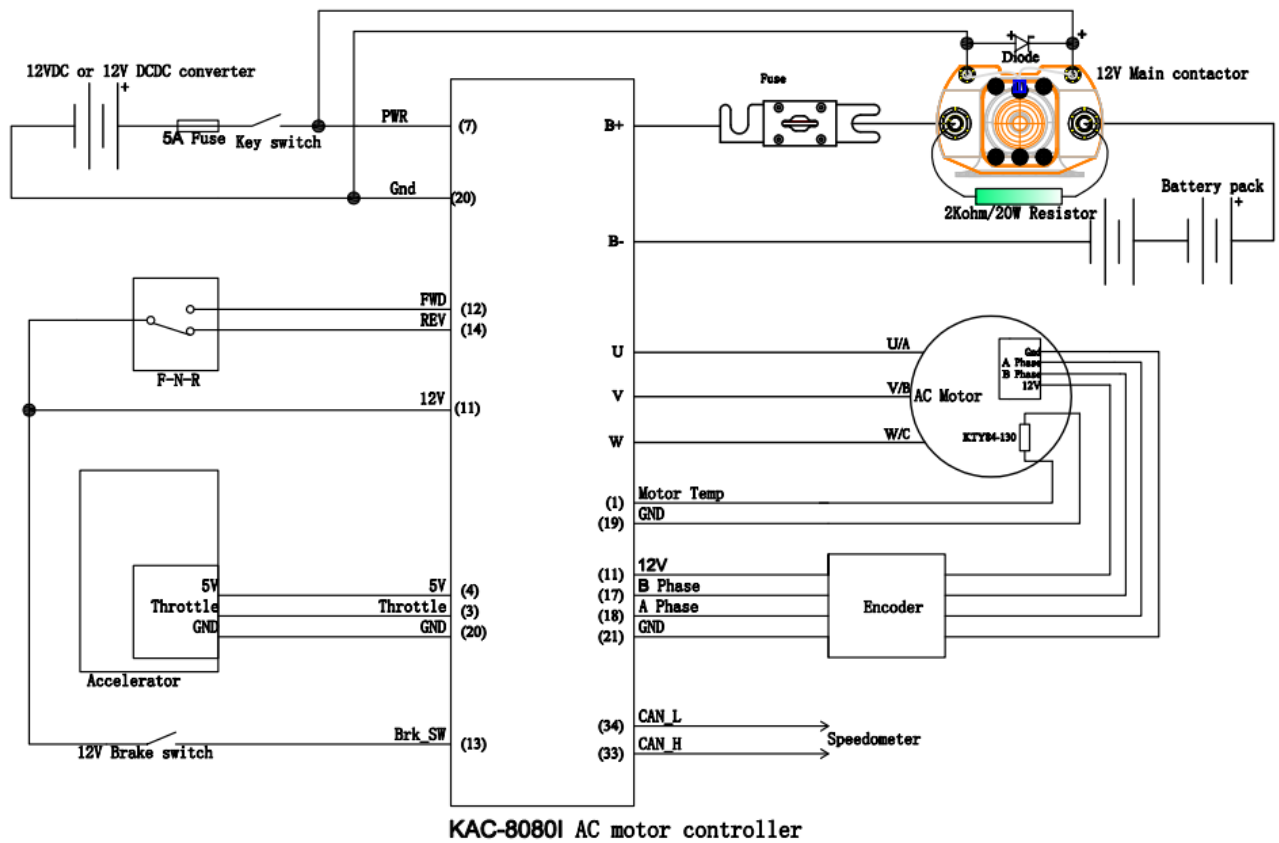 12VDC or 12V DCDC converter
+
5A Fuse
Key switch
PWR
(7)
Gnd
(20)
+
Diode
+
12V Main contactor
Fuse
B+
2Kohm/20W Resistor
Battery pack
+
B-
F-N-R
FWD
(12)
REV
(14)
12V
(11)
U
U/A
V
V/B
W
W/C
AC Motor
Gnd
A Phase
B Phase
12V
KTY84-130
(1)
Motor Temp
(19)
GND
5V
Throttle
GND
Accelerator
5V
(4)
Throttle
(3)
GND
(20)
(11)
12V
(17)
B Phase
(18)
A Phase
(21)
GND
Encoder
12V Brake switch
Brk_SW
(13)
(34)
CAN_L
(33)
CAN_H
Speedometer
KAC-8080I AC motor controller